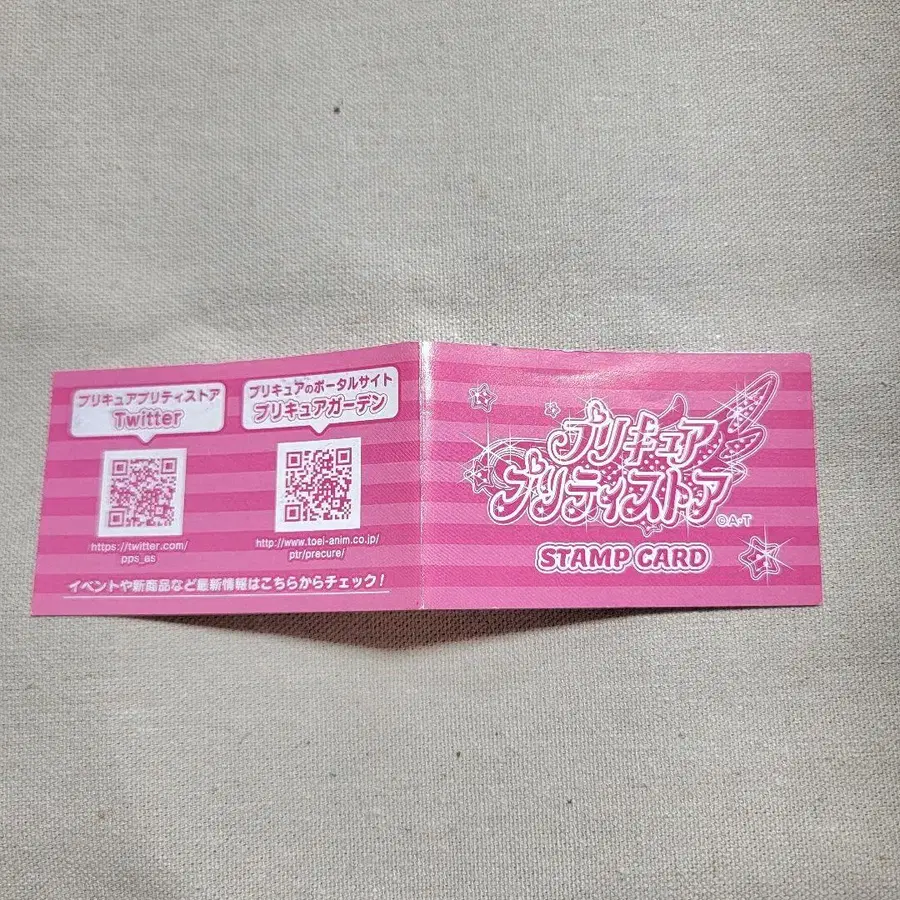 プリキュアプリティストア
Twitter
https://twitter.com/
pps_as
プリキュアのポータルサイト
プリキュアガーデン
http://www.toei-anim.co.jp/
ptr/precure/
イベントや新商品など最新情報はこちらからチェック!
プリキュア
プリティストア
©A・T
STAMP CARD